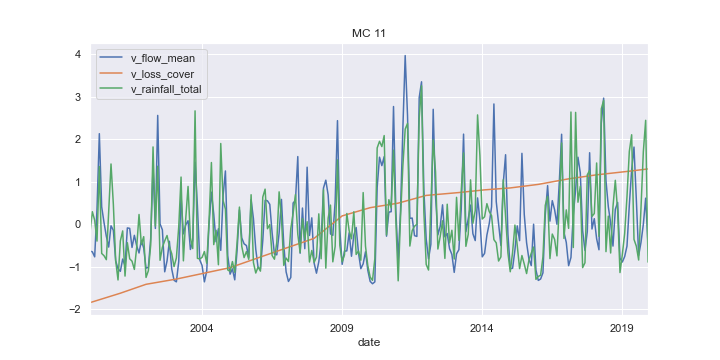 MC 11
v_flow_mean
v_loss_cover
v_rainfall_total
4
3
2
1
0
−1
−2
2004 2009 2014 2019
date